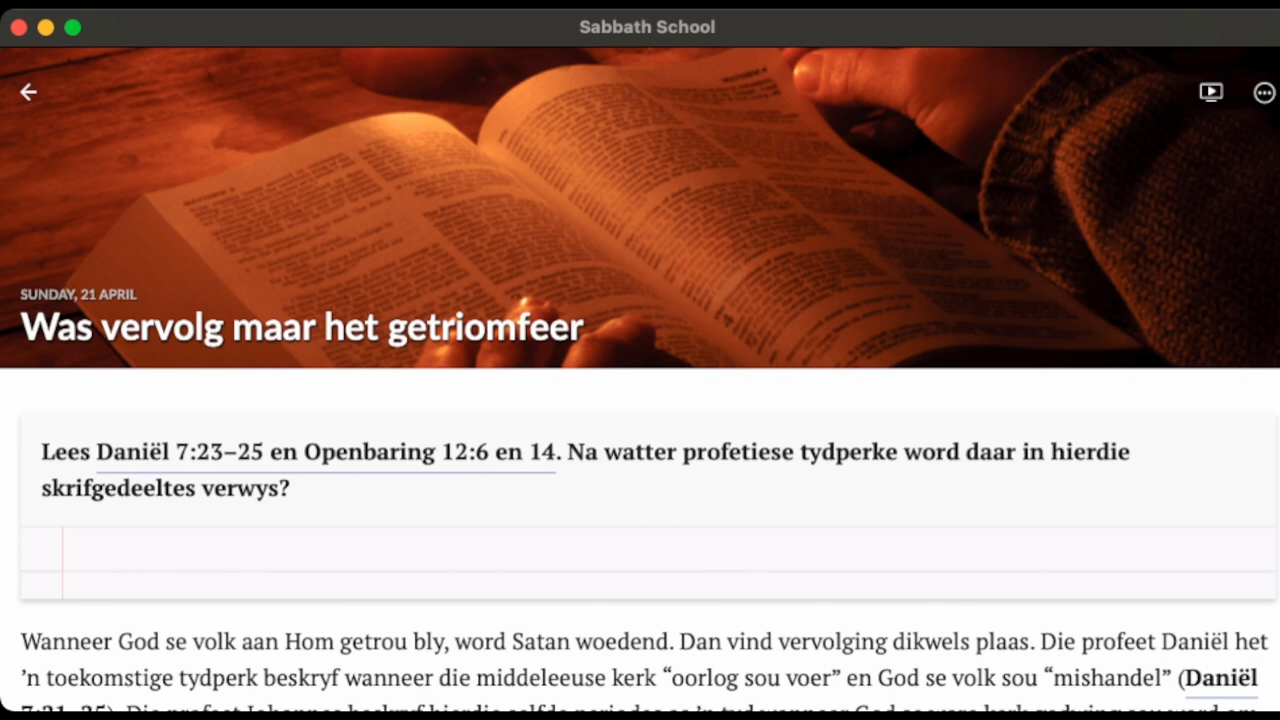 Sabbath School
SUNDAY, 21 APRIL
Was vervolg maar het getriomfeer
Lees Daniël 7:23–25 en Openbaring 12:6 en 14. Na watter profetiese tydperke word daar in hierdie
skrifgedeeltes verwys?
Wanneer God se volk aan Hom getrou bly, word Satan woedend. Dan vind vervolging dikwels plaas. Die profeet Daniël het
’n toekomstige tydperk beskryf wanneer die middeleeuse kerk “oorlog sou voer” en God se volk sou “mishandel” (Daniël